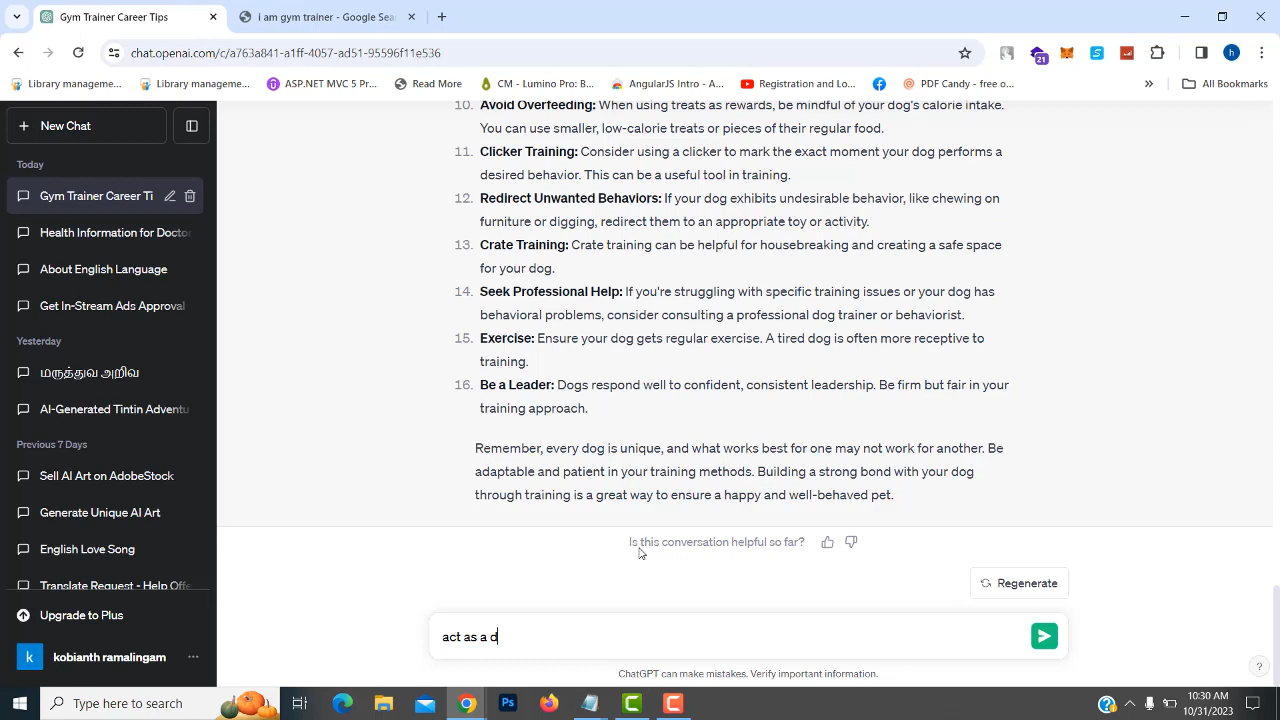 Gym Trainer Career Tips
i am gym trainer - Google Sea
chat.openai.com/c/a763a841-a1ff-4057-ad51-95596f11e536
21
h
Library manageme...
Library manageme...
ASP.NET MVC 5 Pr...
Read More
CM - Lumino Pro: B...
AngularJS Intro - A...
Registration and Lo...
PDF Candy - free o...
»
All Bookmarks
New Chat
Today
Gym Trainer Career Ti
Health Information for Docto
About English Language
Get In-Stream Ads Approval
Yesterday
மருத்துவ அறிவு
AI-Generated Tintin Adventu
Previous 7 Days
Sell AI Art on AdobeStock
Generate Unique AI Art
English Love Song
Translate Request - Help Offe
Upgrade to Plus
k kobianth ramalingam
10. Avoid Overfeeding: When using treats as rewards, be mindful of your dog's calorie intake.
You can use smaller, low-calorie treats or pieces of their regular food.
11. Clicker Training: Consider using a clicker to mark the exact moment your dog performs a
desired behavior. This can be a useful tool in training.
12. Redirect Unwanted Behaviors: If your dog exhibits undesirable behavior, like chewing on
furniture or digging, redirect them to an appropriate toy or activity.
13. Crate Training: Crate training can be helpful for housebreaking and creating a safe space
for your dog.
14. Seek Professional Help: If you're struggling with specific training issues or your dog has
behavioral problems, consider consulting a professional dog trainer or behaviorist.
15. Exercise: Ensure your dog gets regular exercise. A tired dog is often more receptive to
training.
16. Be a Leader: Dogs respond well to confident, consistent leadership. Be firm but fair in your
training approach.
Remember, every dog is unique, and what works best for one may not work for another. Be
adaptable and patient in your training methods. Building a strong bond with your dog
through training is a great way to ensure a happy and well-behaved pet.
Is this conversation helpful so far?
Regenerate
act as a d
ChatGPT can make mistakes. Verify important information.
?
Type here to search
Ps
10:30 AM
10/31/2023